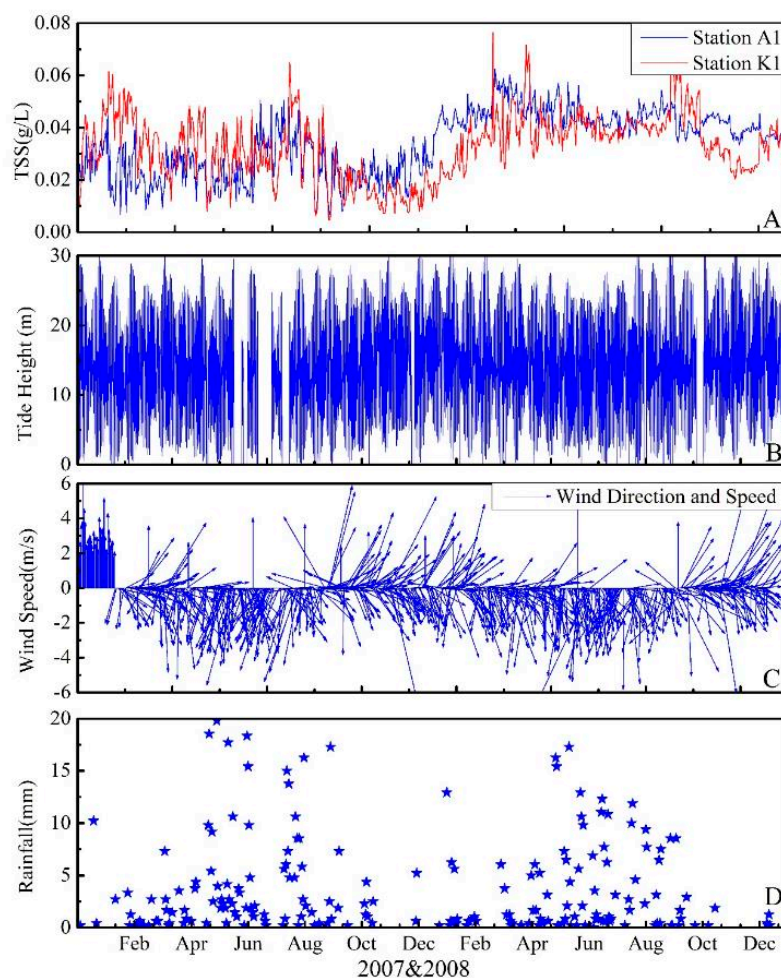 0.08
Station A1
Station K1
0.06
TSS(g/L)
0.04
0.02
0.00
A
30
Tide Height (m)
20
10
0
B
6
Wind Direction and Speed
4
Wind Speed(m/s)
2
0
-2
-4
-6
C
20
Rainfall(mm)
15
10
5
0
D
Feb Apr Jun Aug Oct Dec Feb Apr Jun Aug Oct Dec
2007&2008